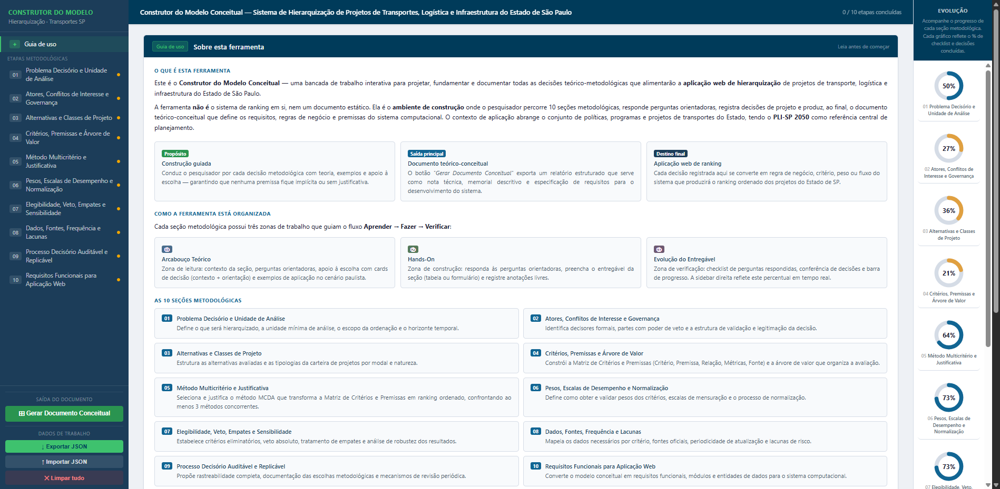 CONSTRUTOR DO MODELO
Hierarquização · Transportes SP
+ Guia de uso
ETAPAS METODOLÓGICAS
01 Problema Decisório e Unidade
de Análise
02 Atores, Conflitos de Interesse e
Governança
03 Alternativas e Classes de Projeto
04 Critérios, Premissas e Árvore de
Valor
05 Método Multicritério e
Justificativa
06 Pesos, Escalas de Desempenho e
Normalização
07 Elegibilidade, Veto, Empates e
Sensibilidade
08 Dados, Fontes, Frequência e
Lacunas
09 Processo Decisório Auditável e
Replicável
10 Requisitos Funcionais para
Aplicação Web
SAÍDA DO DOCUMENTO
Gerar Documento Conceitual
DADOS DE TRABALHO
↓ Exportar JSON
↑ Importar JSON
✕ Limpar tudo
Construtor do Modelo Conceitual — Sistema de Hierarquização de Projetos de Transportes, Logística e Infraestrutura do Estado de São Paulo
0 / 10 etapas concluídas
Guia de uso Sobre esta ferramenta
Leia antes de começar
O QUE É ESTA FERRAMENTA
Este é o Construtor do Modelo Conceitual — uma bancada de trabalho interativa para projetar, fundamentar e documentar todas as decisões teórico-metodológicas que alimentarão a aplicação web de hierarquização de projetos de transporte, logística e
infraestrutura do Estado de São Paulo.
A ferramenta não é o sistema de ranking em si, nem um documento estático. Ela é o ambiente de construção onde o pesquisador percorre 10 seções metodológicas, responde perguntas orientadoras, registra decisões de projeto e produz, ao final, o documento
teórico-conceitual que define os requisitos, regras de negócio e premissas do sistema computacional. O contexto de aplicação abrange o conjunto de políticas, programas e projetos de transportes do Estado, tendo o PLI-SP 2050 como referência central de
planejamento.
Propósito
Construção guiada
Conduz o pesquisador por cada decisão metodológica com teoria, exemplos e apoio à
escolha — garantindo que nenhuma premissa fique implícita ou sem justificativa.
Saída principal
Documento teórico-conceitual
O botão "Gerar Documento Conceitual" exporta um relatório estruturado que serve
como nota técnica, memorial descritivo e especificação de requisitos para o
desenvolvimento do sistema.
Destino final
Aplicação web de ranking
Cada decisão registrada aqui se converte em regra de negócio, critério, peso ou fluxo do
sistema que produzirá o ranking ordenado dos projetos do Estado de SP.
COMO A FERRAMENTA ESTÁ ORGANIZADA
Cada seção metodológica possui três zonas de trabalho que guiam o fluxo Aprender → Fazer → Verificar:
Arcabouço Teórico
Zona de leitura: contexto da seção, perguntas orientadoras, apoio à escolha com cards
de decisão (contexto + orientação) e exemplos de aplicação no cenário paulista.
Hands-On
Zona de construção: responda às perguntas orientadoras, preencha o entregável da
seção (tabela ou formulário) e registre anotações livres.
Evolução do Entregável
Zona de verificação: checklist de perguntas respondidas, conferência de decisões e barra
de progresso. A sidebar direita reflete este percentual em tempo real.
AS 10 SEÇÕES METODOLÓGICAS
01 Problema Decisório e Unidade de Análise
Define o que será hierarquizado, a unidade mínima de análise, o escopo da ordenação e o horizonte temporal.
02 Atores, Conflitos de Interesse e Governança
Identifica decisores formais, partes com poder de veto e a estrutura de validação e legitimação da decisão.
03 Alternativas e Classes de Projeto
Estrutura as alternativas avaliadas e as tipologias da carteira de projetos por modal e natureza.
04 Critérios, Premissas e Árvore de Valor
Constrói a Matriz de Critérios e Premissas (Critério, Premissa, Relação, Métricas, Fonte) e a árvore de valor que organiza a avaliação.
05 Método Multicritério e Justificativa
Seleciona e justifica o método MCDA que transforma a Matriz de Critérios e Premissas em ranking ordenado, confrontando ao
menos 3 métodos concorrentes.
06 Pesos, Escalas de Desempenho e Normalização
Define como obter e validar pesos dos critérios, escalas de mensuração e o processo de normalização.
07 Elegibilidade, Veto, Empates e Sensibilidade
Estabelece critérios eliminatórios, veto absoluto, tratamento de empates e análise de robustez dos resultados.
08 Dados, Fontes, Frequência e Lacunas
Mapeia os dados necessários por critério, fontes oficiais, periodicidade de atualização e lacunas de risco.
09 Processo Decisório Auditável e Replicável
Propõe rastreabilidade completa, documentação das escolhas metodológicas e mecanismos de revisão periódica.
10 Requisitos Funcionais para Aplicação Web
Converte o modelo conceitual em requisitos funcionais, módulos e entidades de dados para o sistema computacional.
EVOLUÇÃO
Acompanhe o progresso de
cada seção metodológica.
Cada gráfico reflete o % de
checklist e decisões
concluídas.
50%
01 Problema Decisório e
Unidade de Análise
27%
02 Atores, Conflitos de
Interesse e Governança
36%
03 Alternativas e Classes
de Projeto
21%
04 Critérios, Premissas e
Árvore de Valor
64%
05 Método Multicritério e
Justificativa
73%
06 Pesos, Escalas de
Desempenho e
Normalização
73%
07 Elegibilidade, Veto,